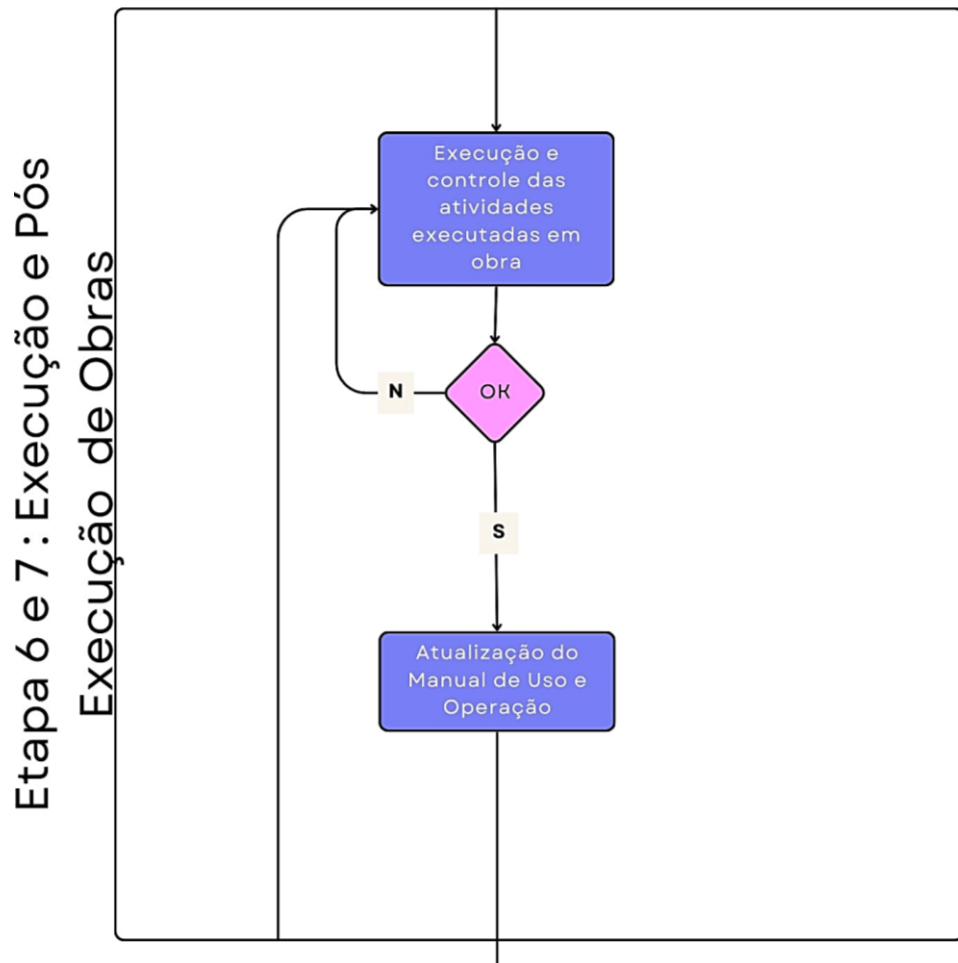 Etapa 6 e 7 : Execução e Pós
Execução de Obras
Execução e
controle das
atividades
executadas em
obra
OK
N
S
Atualização do
Manual de Uso e
Operação